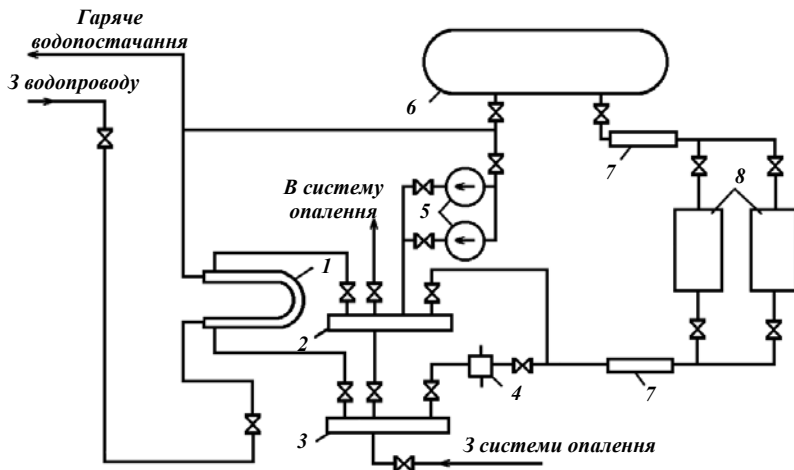 Гаряче
водопостачання
З водопроводу
6
7
В систему
опалення
5
8
1
2
4
7
3
З системи опалення